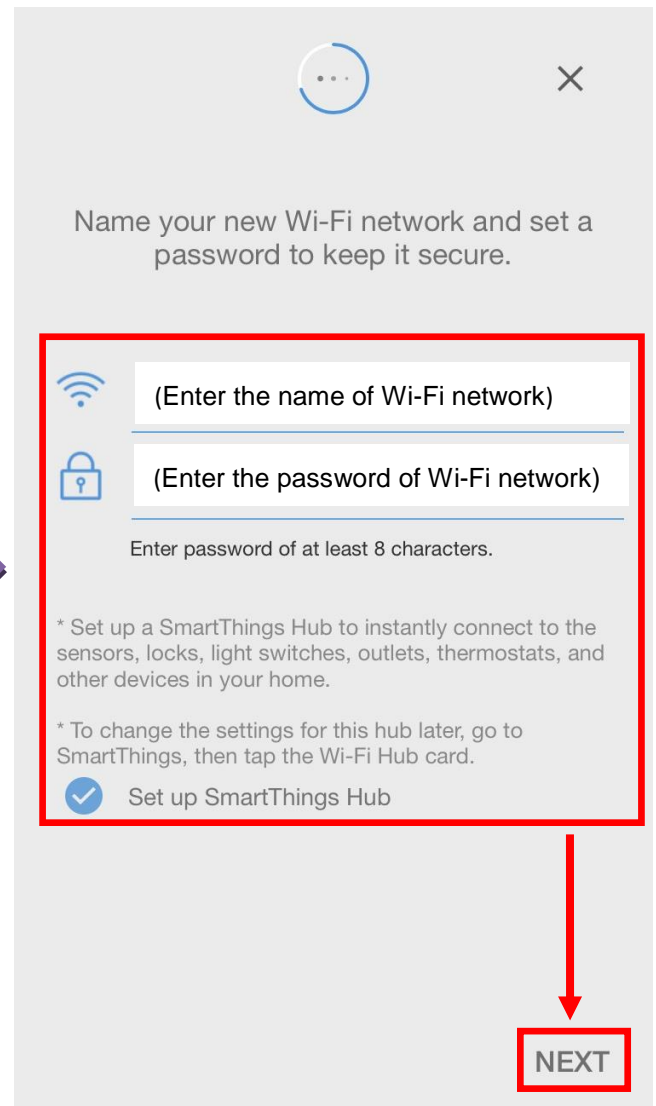 Name your new Wi-Fi network and set a
password to keep it secure.
(Enter the name of Wi-Fi network)
(Enter the password of Wi-Fi network)
Enter password of at least 8 characters.
* Set up a SmartThings Hub to instantly connect to the
sensors, locks, light switches, outlets, thermostats, and
other devices in your home.
* To change the settings for this hub later, go to
SmartThings, then tap the Wi-Fi Hub card.
Set up SmartThings Hub
NEXT